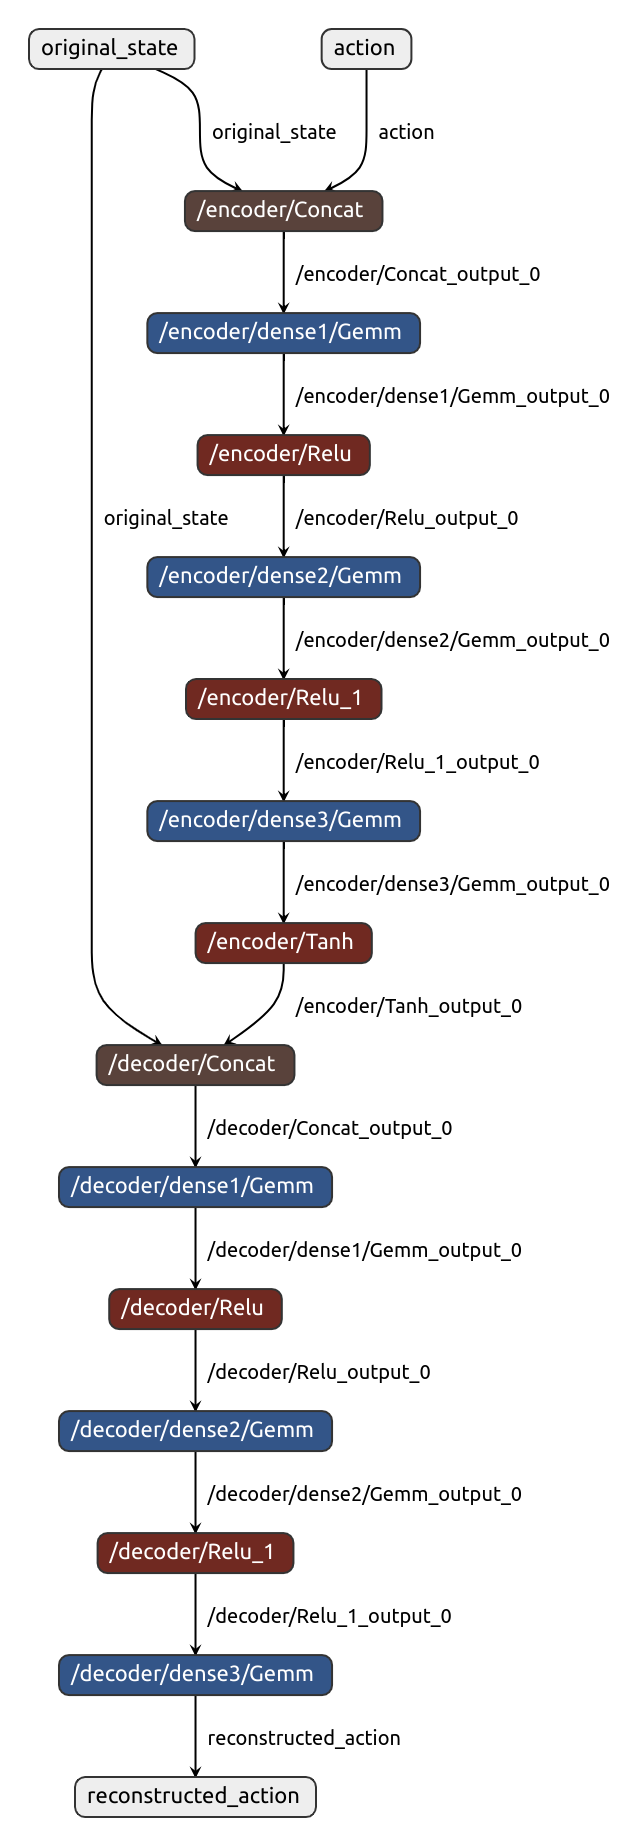 original_state
action
original_state
action
/encoder/Concat
/encoder/Concat_output_0
/encoder/dense1/Gemm
/encoder/dense1/Gemm_output_0
/encoder/Relu
original_state
/encoder/Relu_output_0
/encoder/dense2/Gemm
/encoder/dense2/Gemm_output_0
/encoder/Relu_1
/encoder/Relu_1_output_0
/encoder/dense3/Gemm
/encoder/dense3/Gemm_output_0
/encoder/Tanh
/encoder/Tanh_output_0
/decoder/Concat
/decoder/Concat_output_0
/decoder/dense1/Gemm
/decoder/dense1/Gemm_output_0
/decoder/Relu
/decoder/Relu_output_0
/decoder/dense2/Gemm
/decoder/dense2/Gemm_output_0
/decoder/Relu_1
/decoder/Relu_1_output_0
/decoder/dense3/Gemm
reconstructed_action
reconstructed_action